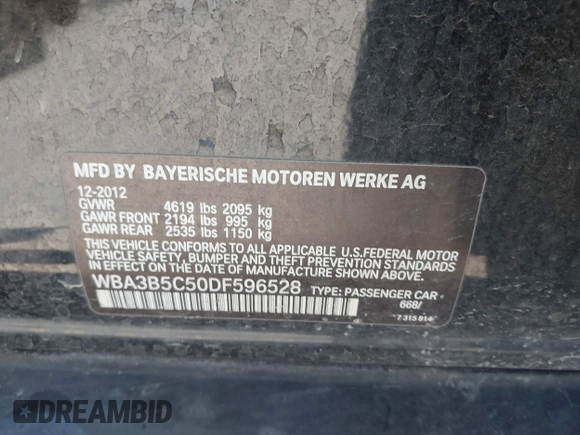 MFD BY BAYERISCHE MOTOREN WERKE AG
12-2012
GVWR 4619 lbs 2095 kg
GAWR FRONT 2194 lbs 995 kg
GAWR REAR 2535 lbs 1150 kg
THIS VEHICLE CONFORMS TO ALL APPLICABLE U.S.FEDERAL MOTOR
VEHICLE SAFETY, BUMPER AND THEFT PREVENTION STANDARDS IN
EFFECT ON THE DATE OF MANUFACTURE SHOWN ABOVE.
WBA3B5C50DF596528 TYPE: PASSENGER CAR
668/
7 315 814
DREAMBID